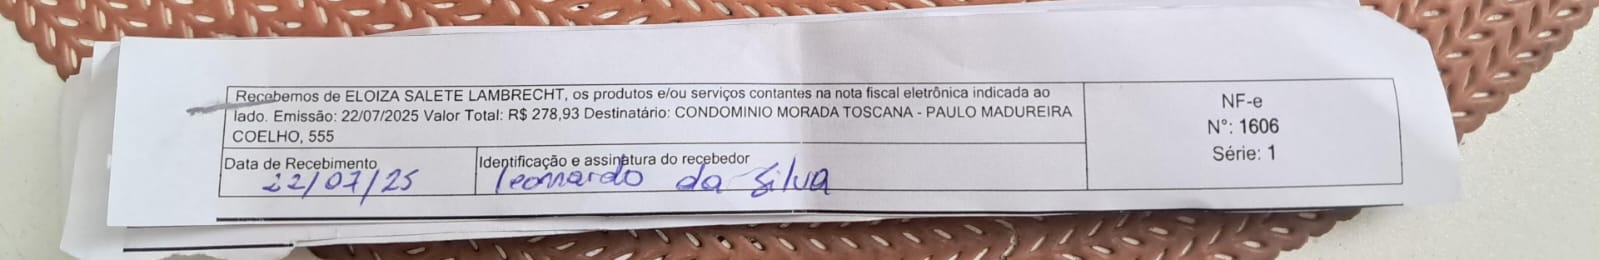 Recebemos de ELOIZA SALETE LAMBRECHT, os produtos e/ou serviços contantes na nota fiscal eletrônica indicada ao
lado. Emissão: 22/07/2025 Valor Total: R$ 278,93 Destinatário: CONDOMINIO MORADA TOSCANA - PAULO MADUREIRA
COELHO, 555
NF-e
N°: 1606
Série: 1
Data de Recebimento
22/07/25
Identificação e assinatura do recebedor
Leonnardo da Silva